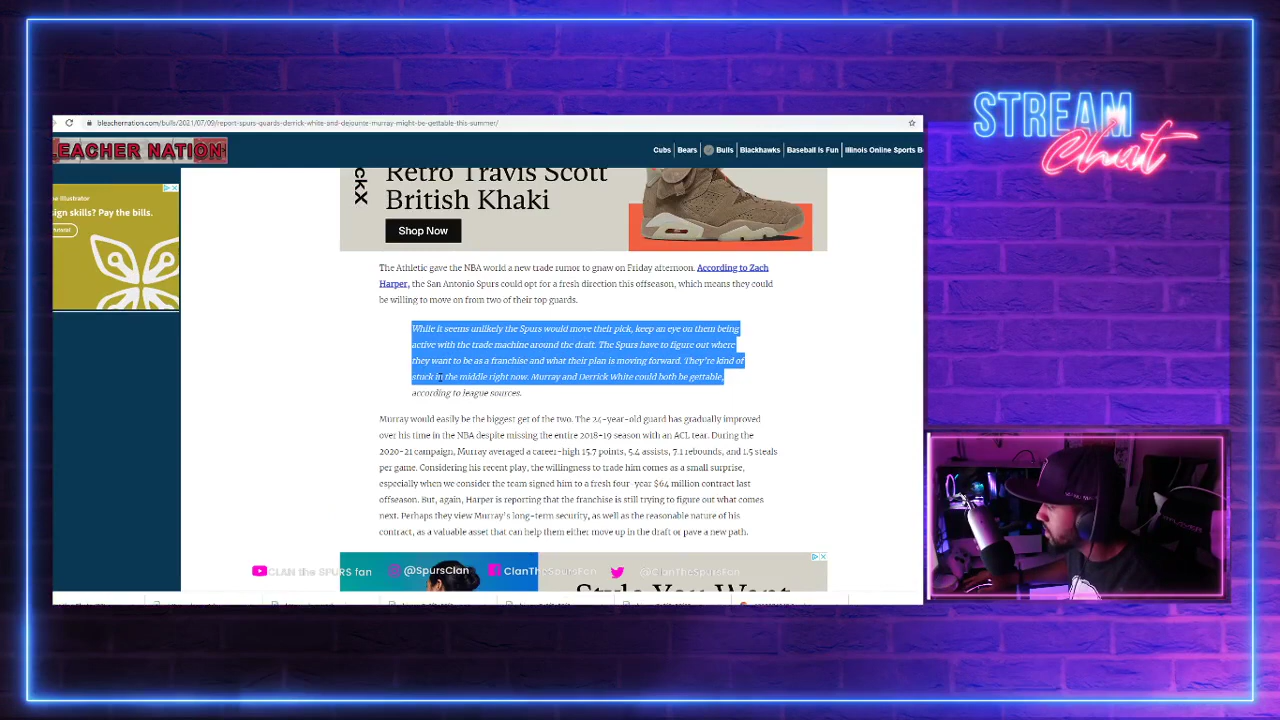 STREAM
Chat
bleachernation.com/bulls/2021/07/09/report-spurs-guards-derrick-white-and-dejounte-murray-might-be-gettable-this-summer/
EACHER NATION
Cubs Bears Bulls Blackhawks Baseball Is Fun Illinois Online Sports B
Retro Travis Scott
British Khaki
Shop Now
e Illustrator
ign skills? Pay the bills.
The Athletic gave the NBA world a new trade rumor to gnaw on Friday afternoon. According to Zach
Harper, the San Antonio Spurs could opt for a fresh direction this offseason, which means they could
be willing to move on from two of their top guards.
While it seems unlikely the Spurs would move their pick, keep an eye on them being
active with the trade machine around the draft. The Spurs have to figure out where
they want to be as a franchise and what their plan is moving forward. They're kind of
stuck in the middle right now. Murray and Derrick White could both be gettable,
according to league sources.
Murray would easily be the biggest get of the two. The 24-year-old guard has gradually improved
over his time in the NBA despite missing the entire 2018-19 season with an ACL tear. During the
2020-21 campaign, Murray averaged a career-high 15.7 points, 5.4 assists, 7.1 rebounds, and 1.5 steals
per game. Considering his recent play, the willingness to trade him comes as a small surprise,
especially when we consider the team signed him to a fresh four-year $64 million contract last
offseason. But, again, Harper is reporting that the franchise is still trying to figure out what comes
next. Perhaps they view Murray's long-term security, as well as the reasonable nature of his
contract, as a valuable asset that can help them either move up in the draft or pave a new path.
CLAN the SPURS fan @SpursClan ClanTheSpursFan @ClanTheSpursFan
Style You Want